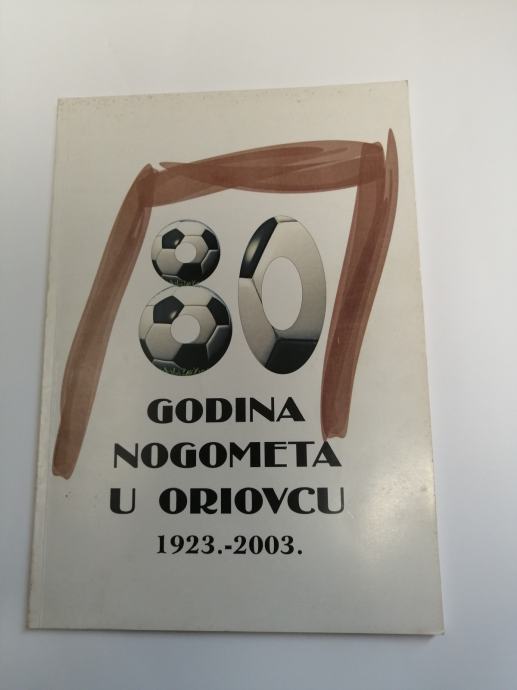 80
GODINA
NOGOMETA
U ORIOVCU
1923.-2003.